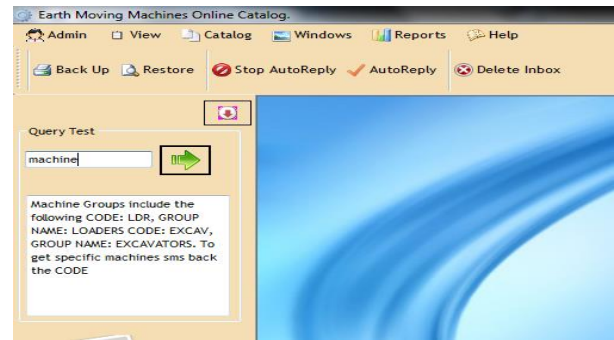 Earth Moving Machines Online Catalog.
Admin View Catalog Windows Reports Help
Back Up Restore Stop AutoReply AutoReply Delete Inbox
Query Test
machine
Machine Groups include the
following CODE: LDR, GROUP
NAME: LOADERS CODE: EXCAV,
GROUP NAME: EXCAVATORS. To
get specific machines sms back
the CODE